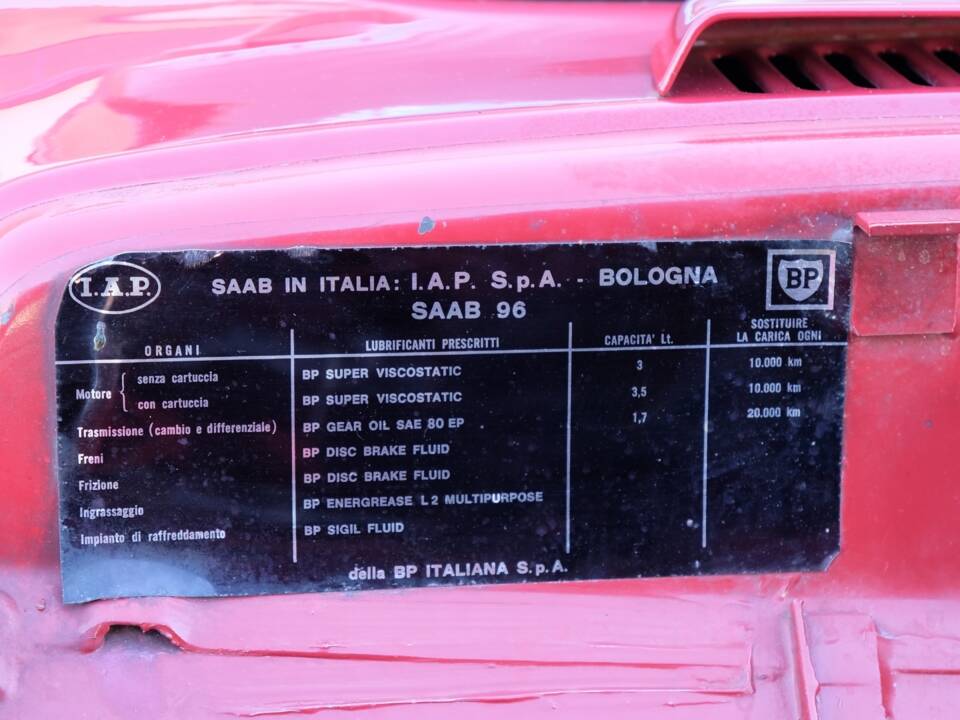 I.A.P.
SAAB IN ITALIA: I.A.P. S.p.A. - BOLOGNA
SAAB 96
BP
ORGANI LUBRIFICANTI PRESCRITTI CAPACITA' Lt. SOSTITUIRE LA CARICA OGNI
Motore senza cartuccia BP SUPER VISCOSTATIC 3 10.000 km
con cartuccia BP SUPER VISCOSTATIC 3,5 10.000 km
Trasmissione (cambio e differenziale) BP GEAR OIL SAE 80 EP 1,7 20.000 km
Freni BP DISC BRAKE FLUID
Frizione BP DISC BRAKE FLUID
Ingrassaggio BP ENERGREASE L 2 MULTIPURPOSE
Impianto di raffreddamento BP SIGIL FLUID
della BP ITALIANA S.p.A.